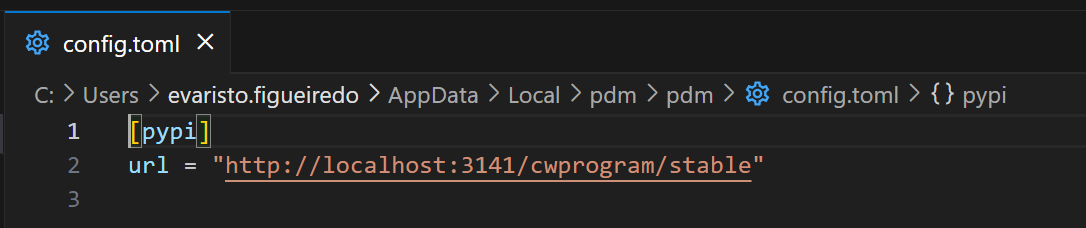 config.toml
C: > Users > evaristo.figueiredo > AppData > Local > pdm > pdm > config.toml > {} pypi
1 [pypi]
2 url = "http://localhost:3141/cwprogram/stable"
3